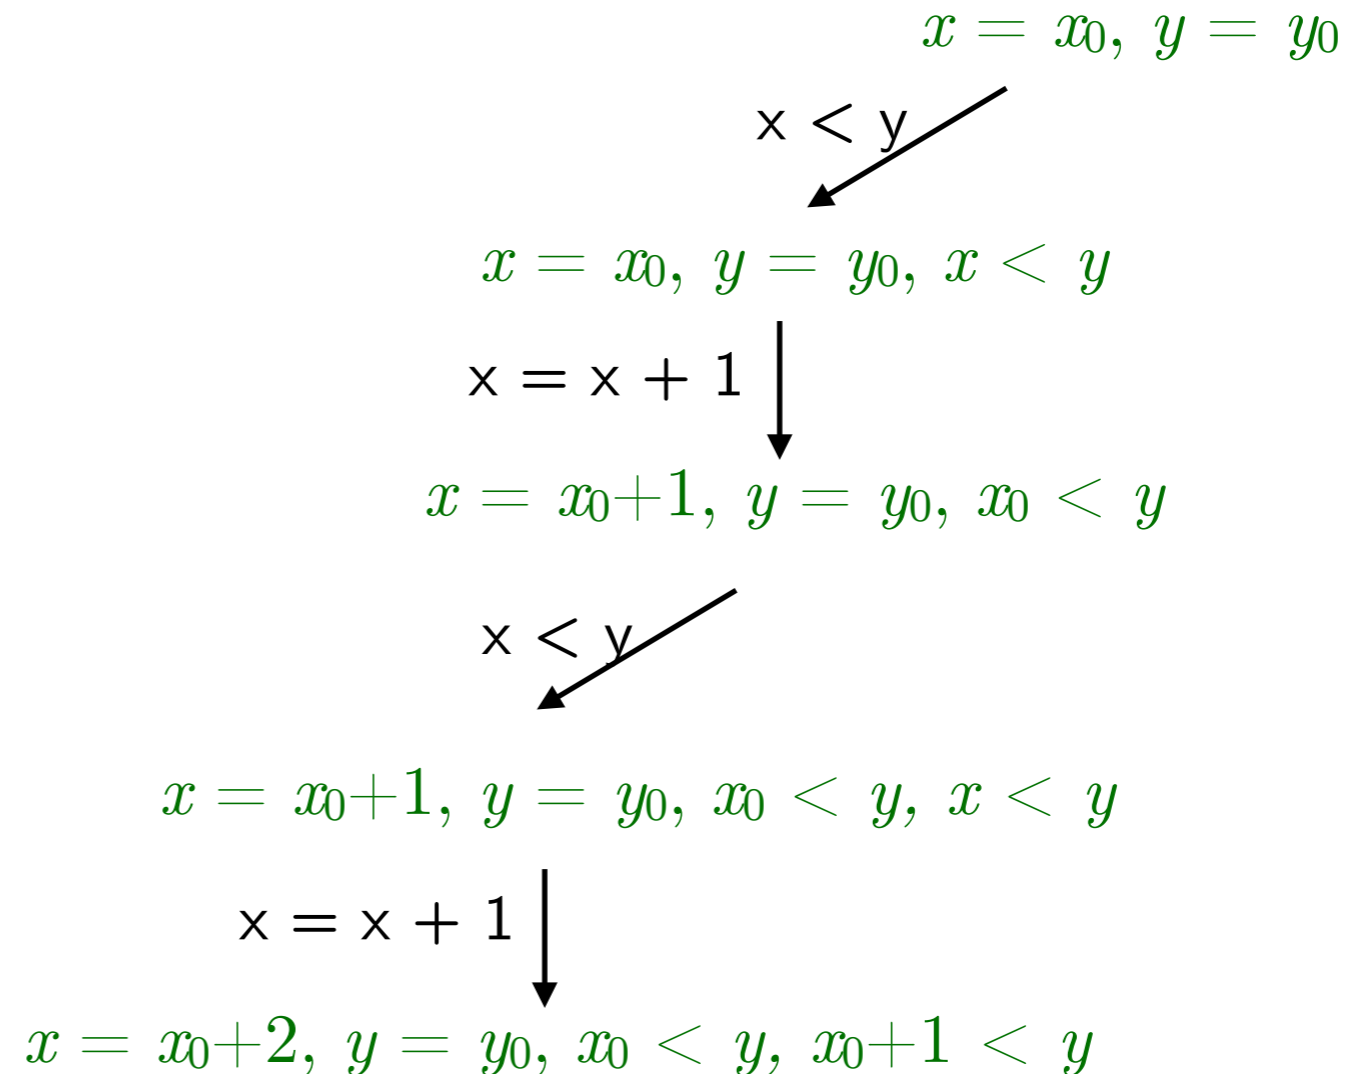 x = x₀, y = y₀
x < y
x = x₀, y = y₀, x < y
x = x + 1
x = x₀+1, y = y₀, x₀ < y
x < y
x = x₀+1, y = y₀, x₀ < y, x < y
x = x + 1
x = x₀+2, y = y₀, x₀ < y, x₀+1 < y